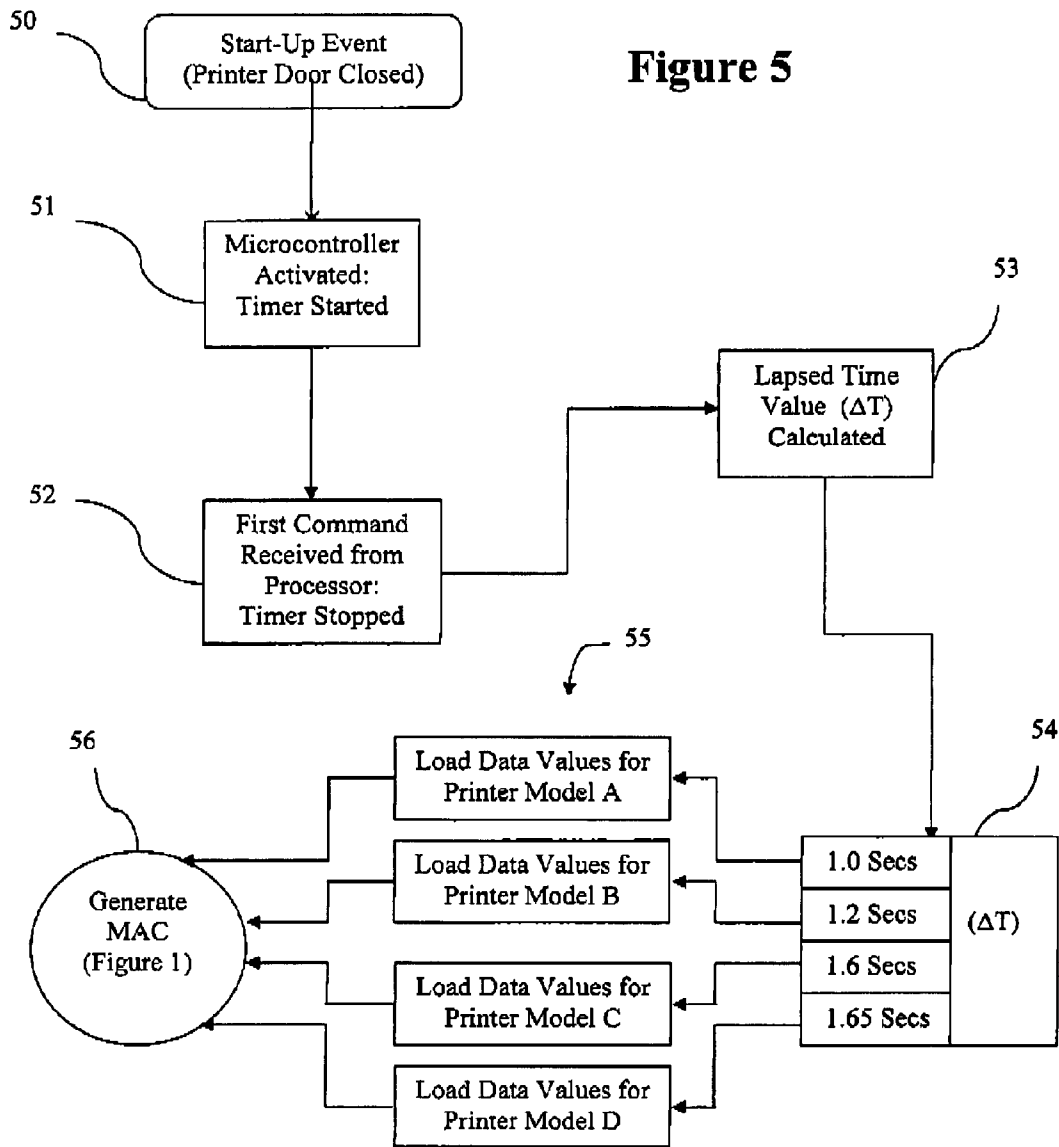 50
Start-Up Event
(Printer Door Closed)
Figure 5
51
Microcontroller
Activated:
Timer Started
53
Lapsed Time
Value (ΔT)
Calculated
52
First Command
Received from
Processor:
Timer Stopped
55
54
56
Load Data Values for
Printer Model A
Load Data Values for
Printer Model B
Load Data Values for
Printer Model C
Load Data Values for
Printer Model D
1.0 Secs
1.2 Secs
1.6 Secs
1.65 Secs
(ΔT)
Generate
MAC
(Figure 1)